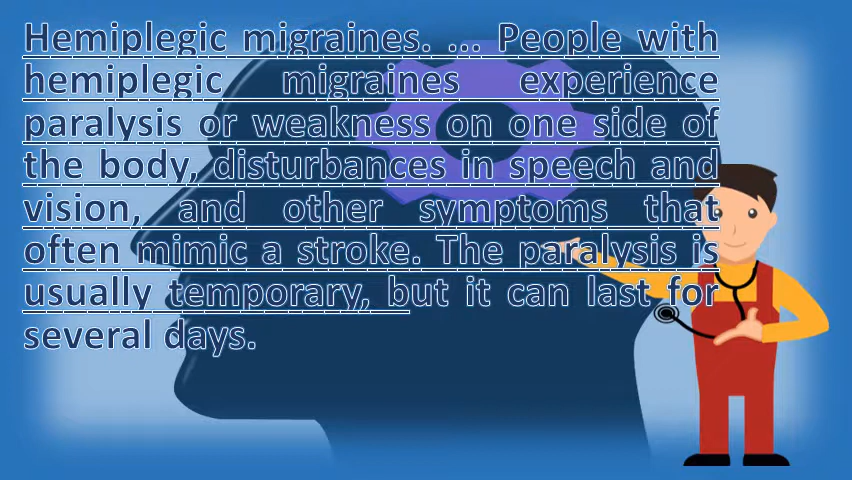 Hemiplegic migraines. ... People with
hemiplegic migraines experience
paralysis or weakness on one side of
the body, disturbances in speech and
vision, and other symptoms that
often mimic a stroke. The paralysis is
usually temporary, but it can last for
several days.